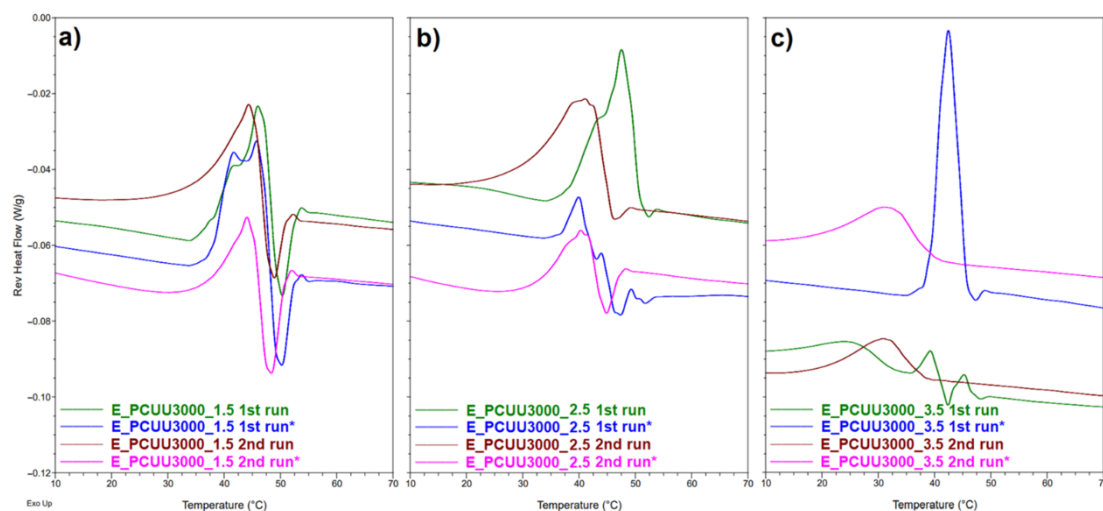 a)
b)
c)
Rev Heat Flow (W/g)
0.00
−0.02
−0.04
−0.06
−0.08
−0.10
−0.12
E_PCUU3000_1.5 1st run
E_PCUU3000_1.5 1st run*
E_PCUU3000_1.5 2nd run
E_PCUU3000_1.5 2nd run*
E_PCUU3000_2.5 1st run
E_PCUU3000_2.5 1st run*
E_PCUU3000_2.5 2nd run
E_PCUU3000_2.5 2nd run*
E_PCUU3000_3.5 1st run
E_PCUU3000_3.5 1st run*
E_PCUU3000_3.5 2nd run
E_PCUU3000_3.5 2nd run*
10 20 30 40 50 60 70
10 20 30 40 50 60 70
10 20 30 40 50 60 70
Exo Up
Temperature (°C)
Temperature (°C)
Temperature (°C)